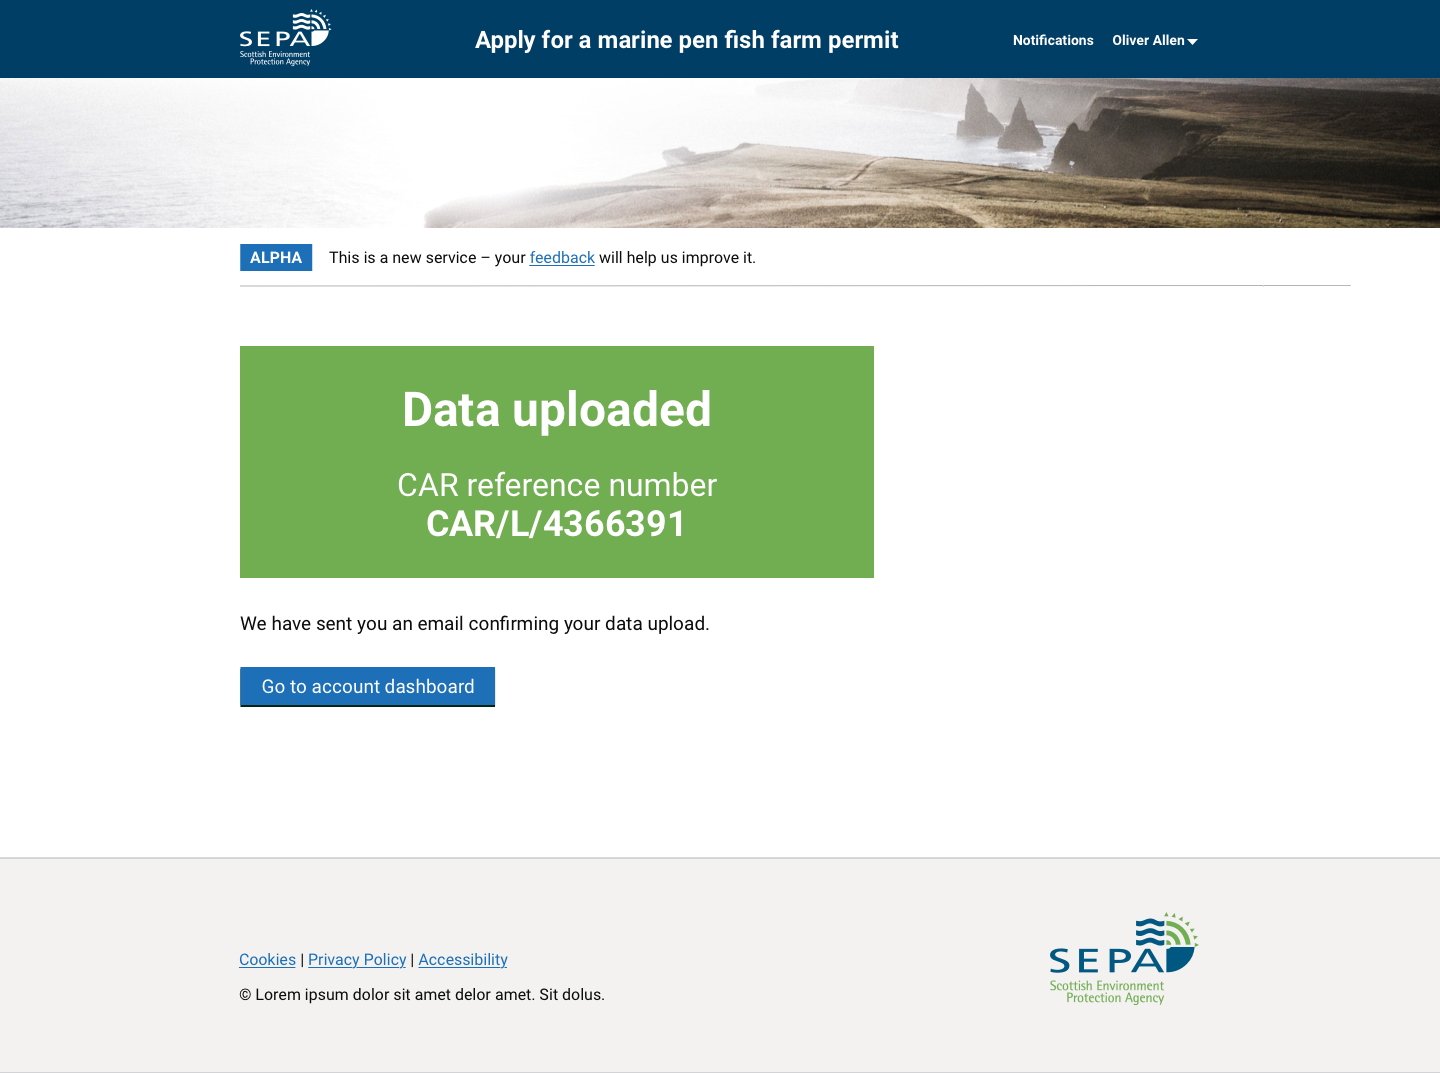 SEPA
Scottish Environment
Protection Agency
Apply for a marine pen fish farm permit
Notifications
Oliver Allen
ALPHA
This is a new service – your feedback will help us improve it.
Data uploaded
CAR reference number
CAR/L/4366391
We have sent you an email confirming your data upload.
Go to account dashboard
Cookies | Privacy Policy | Accessibility
© Lorem ipsum dolor sit amet delor amet. Sit dolus.
SEPA
Scottish Environment
Protection Agency